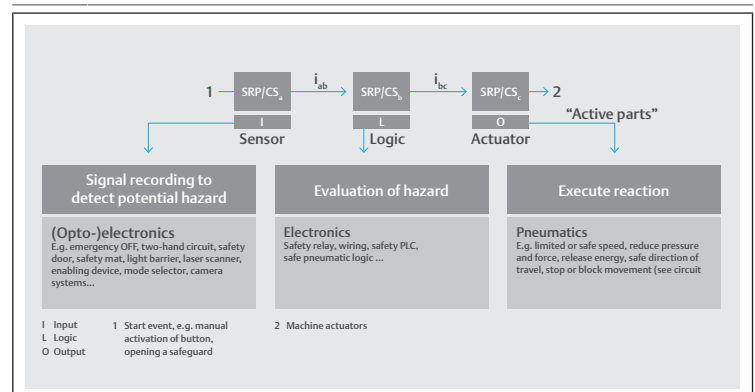 1 SRP/CSa iab SRP/CSb ibc SRP/CSc 2
I L O "Active parts"
Sensor Logic Actuator
Signal recording to
detect potential hazard
(Opto-)electronics
E.g. emergency OFF, two-hand circuit, safety
door, safety mat, light barrier, laser scanner,
enabling device, mode selector, camera
systems...
Evaluation of hazard
Electronics
Safety relay, wiring, safety PLC,
safe pneumatic logic ...
Execute reaction
Pneumatics
E.g. limited or safe speed, reduce pressure
and force, release energy, safe direction of
travel, stop or block movement (see circuit
I Input
L Logic
O Output
1 Start event, e.g. manual
activation of button,
opening a safeguard
2 Machine actuators